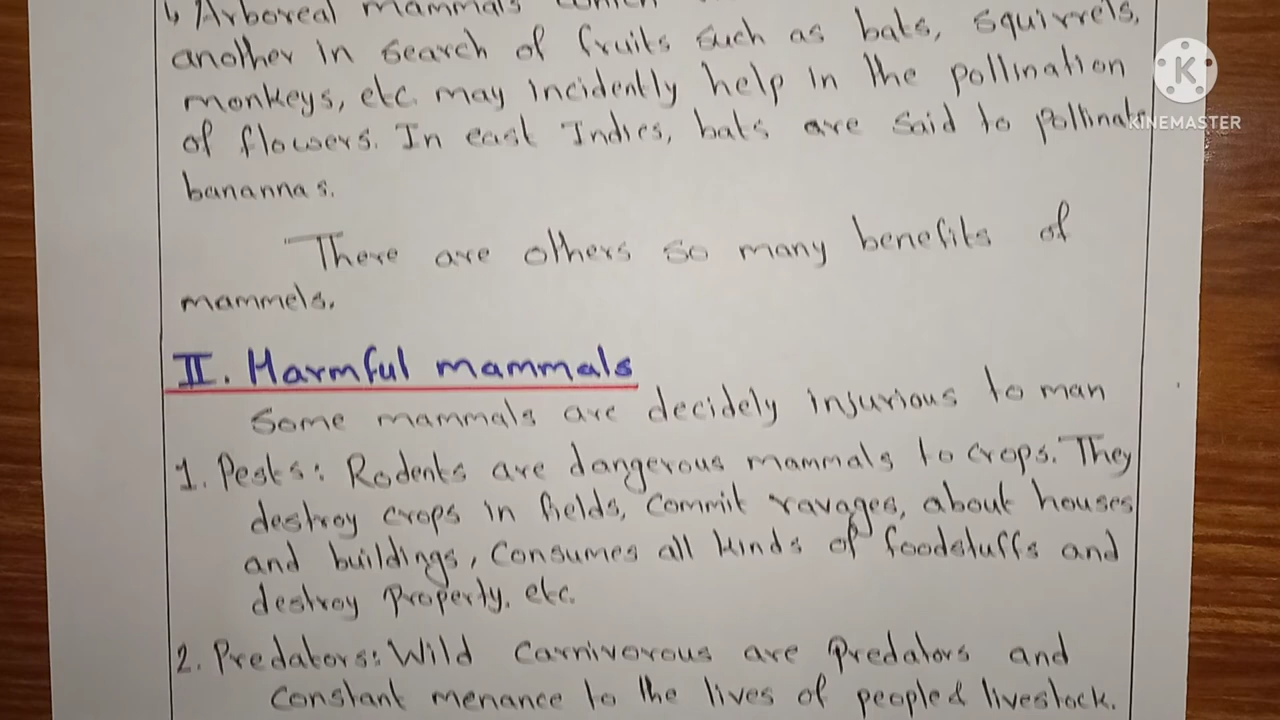 ↳ Arboreal mammals which
another in search of fruits such as bats, squirrels,
monkeys, etc. may incidently help in the pollination
of flowers. In east Indies, bats are said to pollinate
banannas.
There are others so many benefits of
mammels.
II. Harmful mammals
Some mammals are decidely injurious to man
1. Pests: Rodents are dangerous mammals to crops. They
destroy crops in fields, commit ravages, about houses
and buildings, consumes all kinds of foodstuffs and
destroy property, etc.
2. Predators: Wild carnivorous are predators and
constant menance to the lives of people & livestock.
K
KINEMASTER